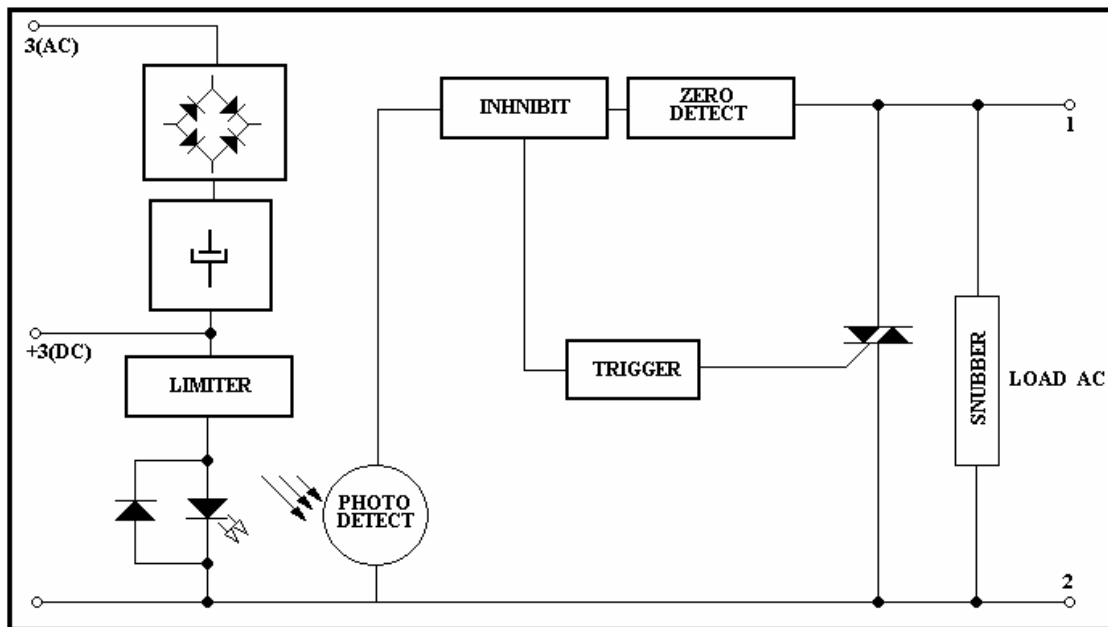 3(AC)
INHNIBIT
ZERO
DETECT
1
+3(DC)
LIMITER
TRIGGER
SNUBBER
LOAD AC
PHOTO
DETECT
2